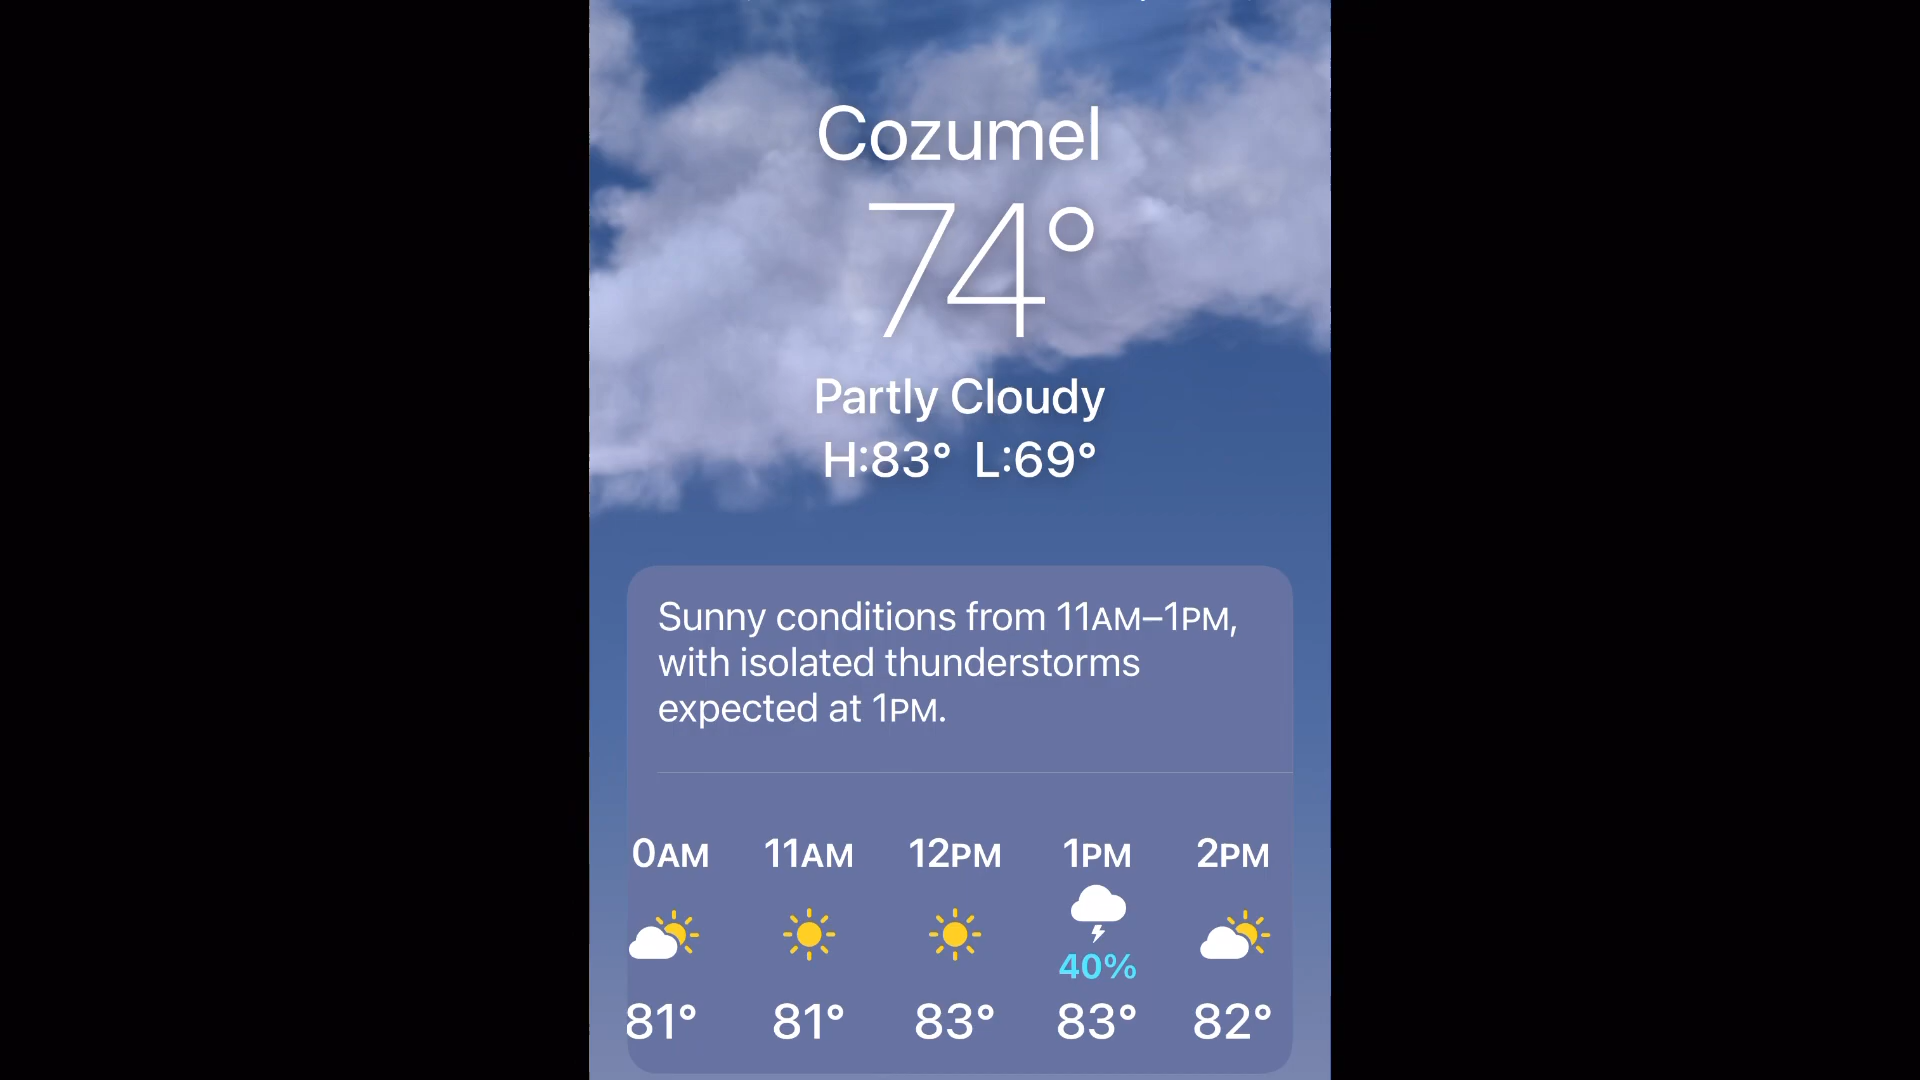 Cozumel
74°
Partly Cloudy
H:83° L:69°
Sunny conditions from 11AM–1PM,
with isolated thunderstorms
expected at 1PM.
0AM 11AM 12PM 1PM 2PM
40%
81° 81° 83° 83° 82°